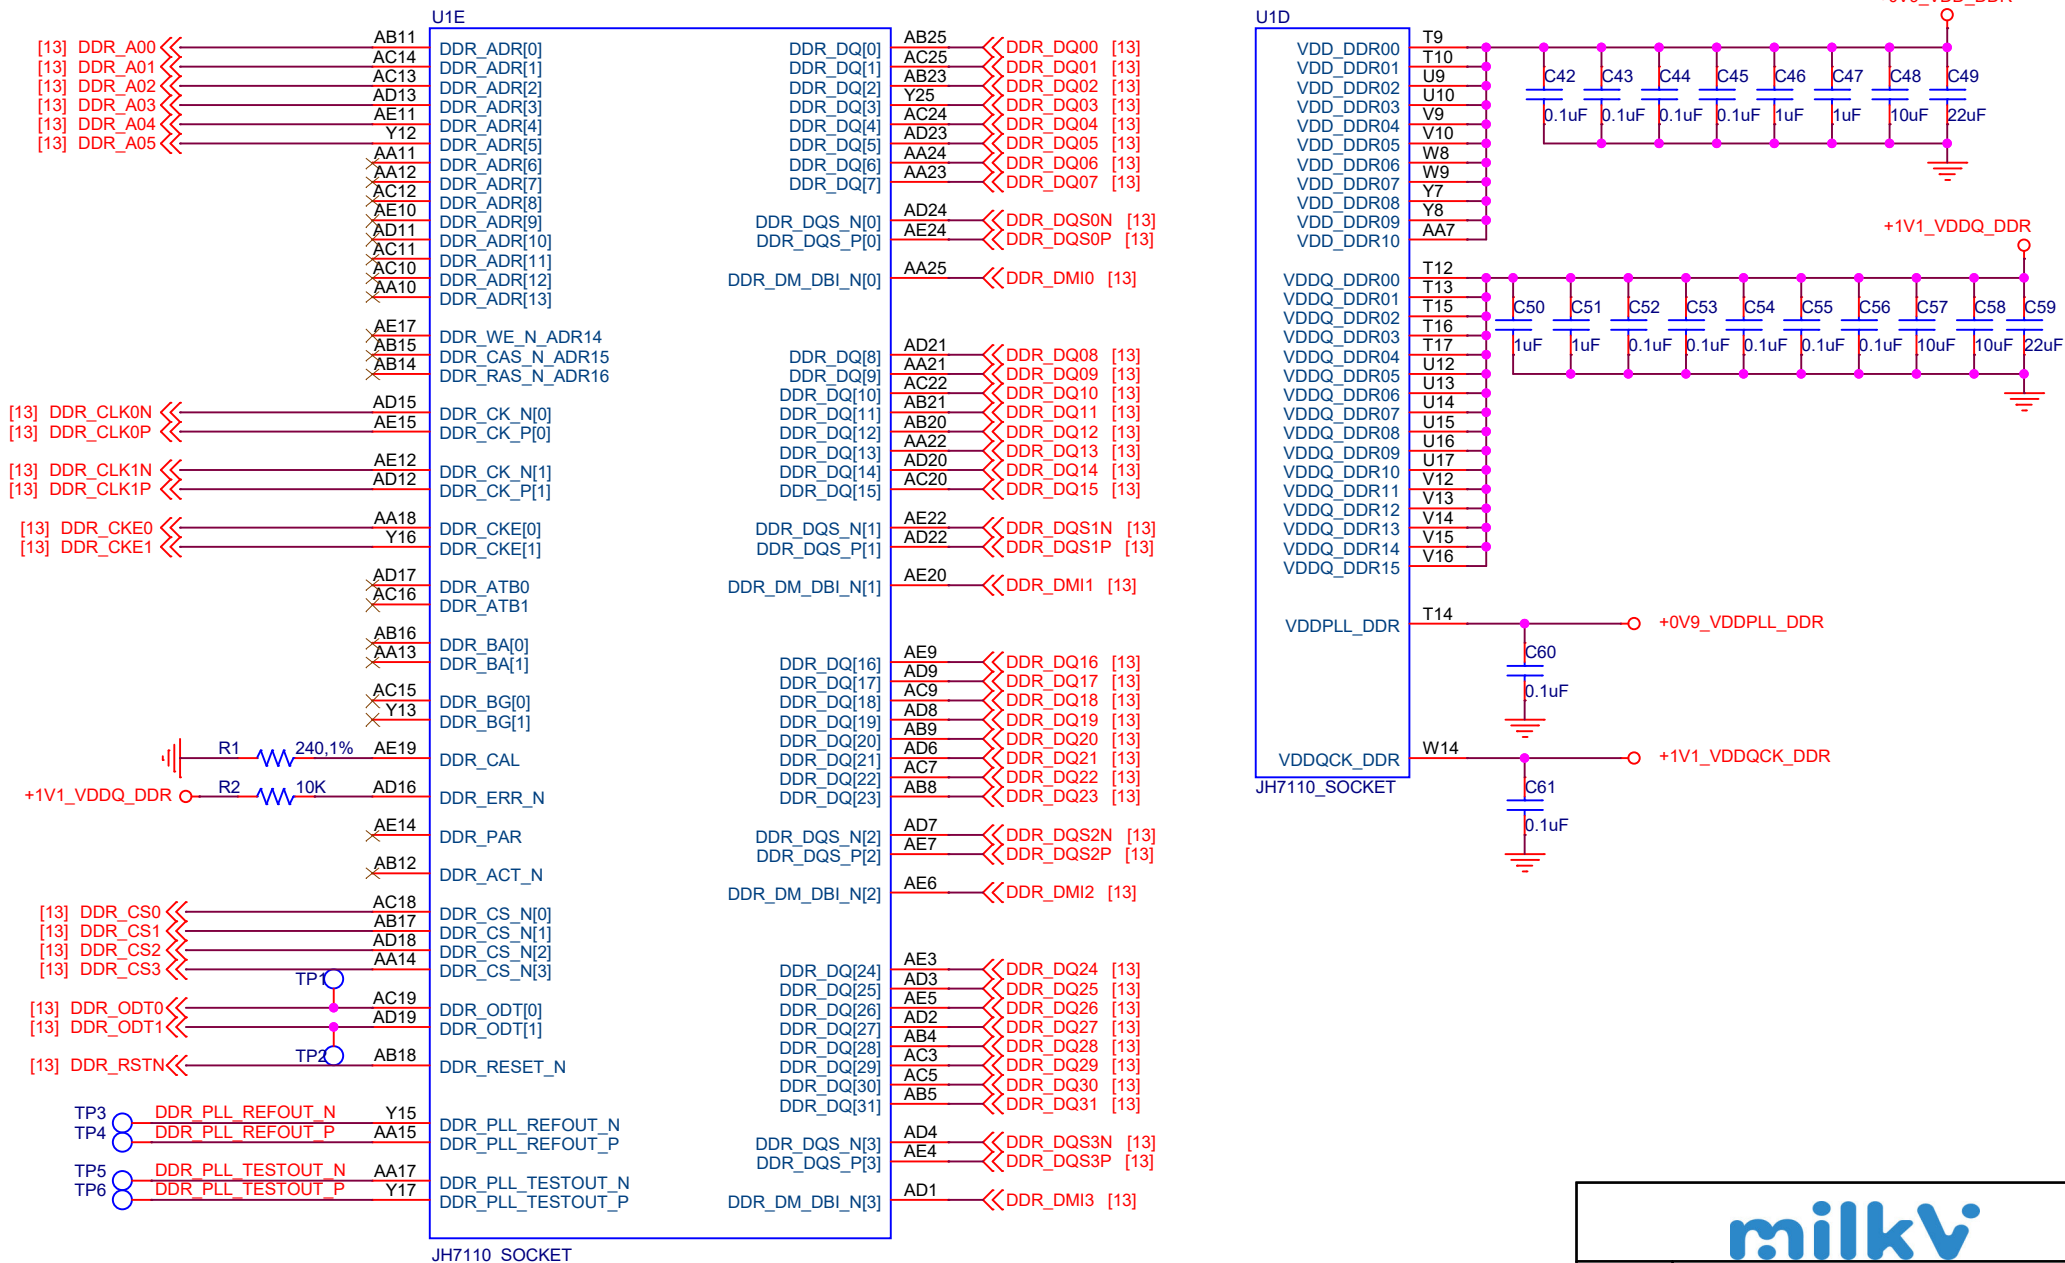 U1E
[13] DDR_A00 AB11 DDR_ADR[0] DDR_DQ[0] AB25 DDR_DQ00 [13]
[13] DDR_A01 AC14 DDR_ADR[1] DDR_DQ[1] AC25 DDR_DQ01 [13]
[13] DDR_A02 AC13 DDR_ADR[2] DDR_DQ[2] AB23 DDR_DQ02 [13]
[13] DDR_A03 AD13 DDR_ADR[3] DDR_DQ[3] Y25 DDR_DQ03 [13]
[13] DDR_A04 AE11 DDR_ADR[4] DDR_DQ[4] AC24 DDR_DQ04 [13]
[13] DDR_A05 Y12 DDR_ADR[5] DDR_DQ[5] AD23 DDR_DQ05 [13]
AA11 DDR_ADR[6] DDR_DQ[6] AA24 DDR_DQ06 [13]
AA12 DDR_ADR[7] DDR_DQ[7] AA23 DDR_DQ07 [13]
AC12 DDR_ADR[8]
AE10 DDR_ADR[9] DDR_DQS_N[0] AD24 DDR_DQS0N [13]
AD11 DDR_ADR[10] DDR_DQS_P[0] AE24 DDR_DQS0P [13]
AC11 DDR_ADR[11]
AC10 DDR_ADR[12] DDR_DM_DBI_N[0] AA25 DDR_DMI0 [13]
AA10 DDR_ADR[13]
AE17 DDR_WE_N_ADR14
AB15 DDR_CAS_N_ADR15 DDR_DQ[8] AD21 DDR_DQ08 [13]
AB14 DDR_RAS_N_ADR16 DDR_DQ[9] AA21 DDR_DQ09 [13]
DDR_DQ[10] AC22 DDR_DQ10 [13]
[13] DDR_CLK0N AD15 DDR_CK_N[0] DDR_DQ[11] AB21 DDR_DQ11 [13]
[13] DDR_CLK0P AE15 DDR_CK_P[0] DDR_DQ[12] AB20 DDR_DQ12 [13]
DDR_DQ[13] AA22 DDR_DQ13 [13]
[13] DDR_CLK1N AE12 DDR_CK_N[1] DDR_DQ[14] AD20 DDR_DQ14 [13]
[13] DDR_CLK1P AD12 DDR_CK_P[1] DDR_DQ[15] AC20 DDR_DQ15 [13]
[13] DDR_CKE0 AA18 DDR_CKE[0] DDR_DQS_N[1] AE22 DDR_DQS1N [13]
[13] DDR_CKE1 Y16 DDR_CKE[1] DDR_DQS_P[1] AD22 DDR_DQS1P [13]
AD17 DDR_ATB0 DDR_DM_DBI_N[1] AE20 DDR_DMI1 [13]
AC16 DDR_ATB1
AB16 DDR_BA[0]
AA13 DDR_BA[1] DDR_DQ[16] AE9 DDR_DQ16 [13]
DDR_DQ[17] AD9 DDR_DQ17 [13]
AC15 DDR_BG[0] DDR_DQ[18] AC9 DDR_DQ18 [13]
Y13 DDR_BG[1] DDR_DQ[19] AD8 DDR_DQ19 [13]
DDR_DQ[20] AB9 DDR_DQ20 [13]
R1 240,1% AE19 DDR_CAL DDR_DQ[21] AD6 DDR_DQ21 [13]
DDR_DQ[22] AC7 DDR_DQ22 [13]
+1V1_VDDQ_DDR R2 10K AD16 DDR_ERR_N DDR_DQ[23] AB8 DDR_DQ23 [13]
AE14 DDR_PAR DDR_DQS_N[2] AD7 DDR_DQS2N [13]
DDR_DQS_P[2] AE7 DDR_DQS2P [13]
AB12 DDR_ACT_N
DDR_DM_DBI_N[2] AE6 DDR_DMI2 [13]
[13] DDR_CS0 AC18 DDR_CS_N[0]
[13] DDR_CS1 AB17 DDR_CS_N[1]
[13] DDR_CS2 AD18 DDR_CS_N[2]
[13] DDR_CS3 AA14 DDR_CS_N[3] DDR_DQ[24] AE3 DDR_DQ24 [13]
TP1 DDR_DQ[25] AD3 DDR_DQ25 [13]
[13] DDR_ODT0 AC19 DDR_ODT[0] DDR_DQ[26] AE5 DDR_DQ26 [13]
[13] DDR_ODT1 AD19 DDR_ODT[1] DDR_DQ[27] AD2 DDR_DQ27 [13]
TP2 DDR_DQ[28] AB4 DDR_DQ28 [13]
[13] DDR_RSTN AB18 DDR_RESET_N DDR_DQ[29] AC3 DDR_DQ29 [13]
DDR_DQ[30] AC5 DDR_DQ30 [13]
DDR_DQ[31] AB5 DDR_DQ31 [13]
TP3 DDR_PLL_REFOUT_N Y15 DDR_PLL_REFOUT_N
TP4 DDR_PLL_REFOUT_P AA15 DDR_PLL_REFOUT_P DDR_DQS_N[3] AD4 DDR_DQS3N [13]
DDR_DQS_P[3] AE4 DDR_DQS3P [13]
TP5 DDR_PLL_TESTOUT_N AA17 DDR_PLL_TESTOUT_N
TP6 DDR_PLL_TESTOUT_P Y17 DDR_PLL_TESTOUT_P DDR_DM_DBI_N[3] AD1 DDR_DMI3 [13]
JH7110_SOCKET
U1D
VDD_DDR00 T9
VDD_DDR01 T10
VDD_DDR02 U9
VDD_DDR03 U10
VDD_DDR04 V9
VDD_DDR05 V10
VDD_DDR06 W8
VDD_DDR07 W9
VDD_DDR08 Y7
VDD_DDR09 Y8
VDD_DDR10 AA7
C42 C43 C44 C45 C46 C47 C48 C49
0.1uF 0.1uF 0.1uF 0.1uF 1uF 1uF 10uF 22uF
+1V1_VDDQ_DDR
VDDQ_DDR00 T12
VDDQ_DDR01 T13
VDDQ_DDR02 T15
VDDQ_DDR03 T16
VDDQ_DDR04 T17
VDDQ_DDR05 U12
VDDQ_DDR06 U13
VDDQ_DDR07 U14
VDDQ_DDR08 U15
VDDQ_DDR09 U16
VDDQ_DDR10 U17
VDDQ_DDR11 V12
VDDQ_DDR12 V13
VDDQ_DDR13 V14
VDDQ_DDR14 V15
VDDQ_DDR15 V16
C50 C51 C52 C53 C54 C55 C56 C57 C58 C59
1uF 1uF 0.1uF 0.1uF 0.1uF 0.1uF 0.1uF 10uF 10uF 22uF
VDDPLL_DDR T14 +0V9_VDDPLL_DDR
C60
0.1uF
VDDQCK_DDR W14 +1V1_VDDQCK_DDR
C61
0.1uF
JH7110_SOCKET
milkV